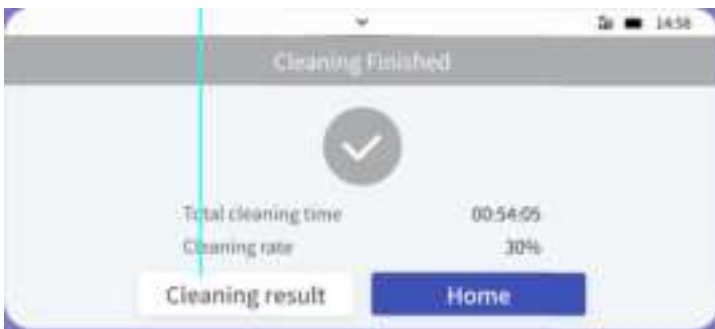 14:58
Cleaning Finished
Total cleaning time 00:54:05
Cleaning rate 30%
Cleaning result Home